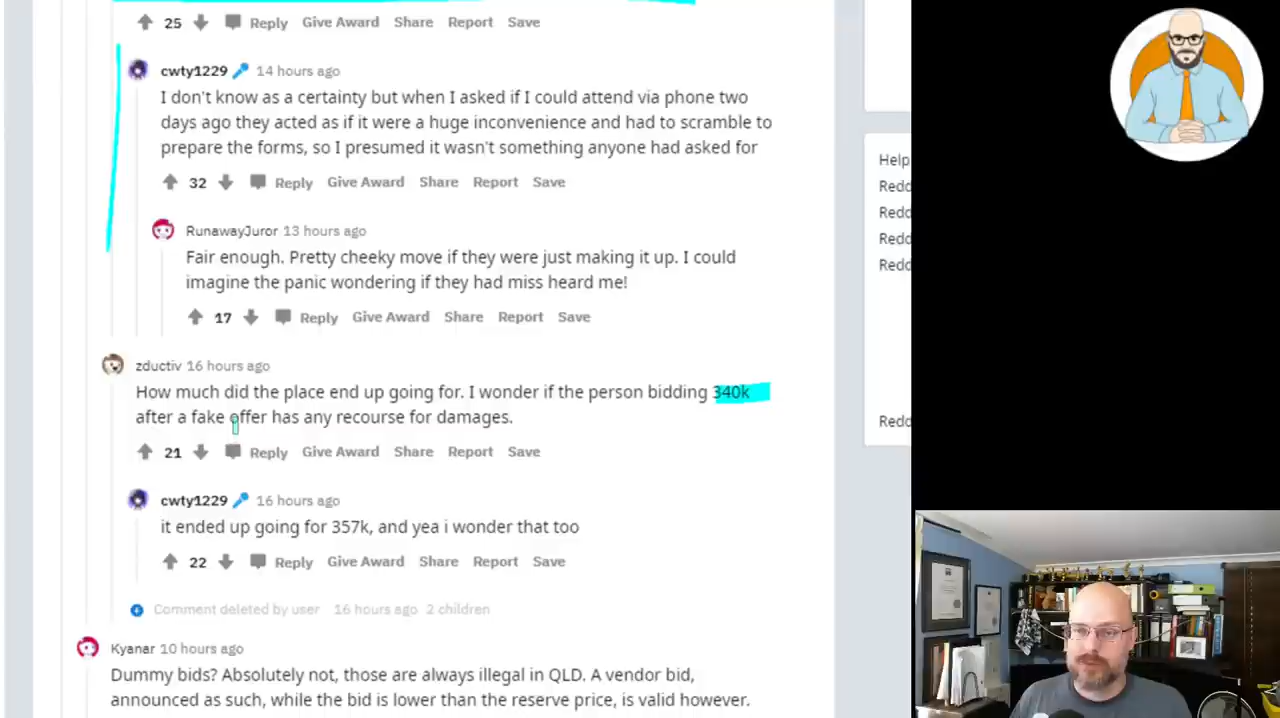 25 Reply Give Award Share Report Save
cwty1229 14 hours ago
I don't know as a certainty but when I asked if I could attend via phone two
days ago they acted as if it were a huge inconvenience and had to scramble to
prepare the forms, so I presumed it wasn't something anyone had asked for
32 Reply Give Award Share Report Save
RunawayJuror 13 hours ago
Fair enough. Pretty cheeky move if they were just making it up. I could
imagine the panic wondering if they had miss heard me!
17 Reply Give Award Share Report Save
zductiv 16 hours ago
How much did the place end up going for. I wonder if the person bidding 340k
after a fake offer has any recourse for damages.
21 Reply Give Award Share Report Save
cwty1229 16 hours ago
it ended up going for 357k, and yea i wonder that too
22 Reply Give Award Share Report Save
Comment deleted by user 16 hours ago 2 children
Kyanar 10 hours ago
Dummy bids? Absolutely not, those are always illegal in QLD. A vendor bid,
announced as such, while the bid is lower than the reserve price, is valid however.
Help
Redd
Redd
Redd
Redd
Redd